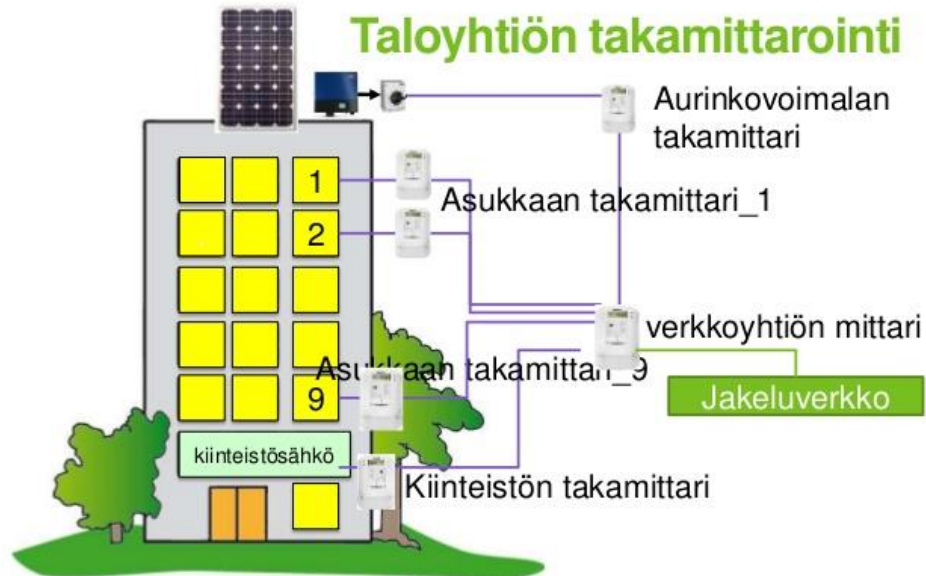 Taloyhtiön takamittarointi
Aurinkovoimalan
takamittari
1
Asukkaan takamittari_1
2
verkkoyhtiön mittari
Asukkaan takamittari_9
9
Jakeluverkko
kiinteistösähkö
Kiinteistön takamittari